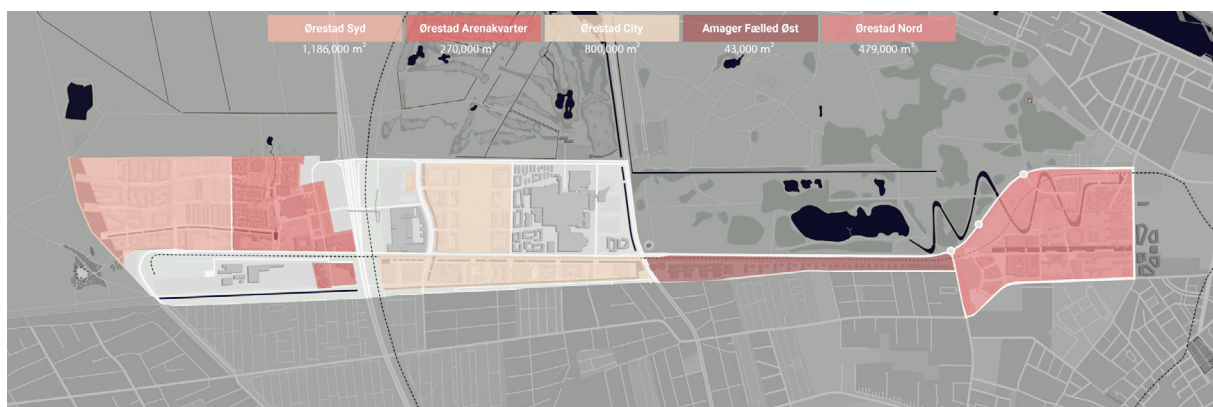 Ørestad Syd
Ørestad Arenakvarter
Ørestad City
Amager Fælled Øst
Ørestad Nord
1,186,000 m²
270,000 m²
800,000 m²
43,000 m²
479,000 m²